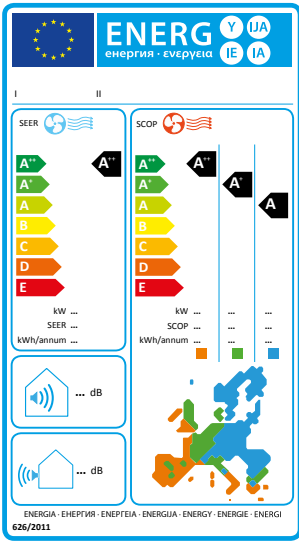 ENERG
енергия · ενεργεια
Y IJA
IE IA
I II
SEER
A++
A+
A
B
C
D
E
A++
kW ...
SEER ...
kWh/annum ...
SCOP
A++
A+
A
B
C
D
E
A++
A+
A
kW ... ... ...
SCOP ... ... ...
kWh/annum ... ... ...
... dB
... dB
ENERGIA · ЕНЕРГИЯ · ΕΝΕΡΓΕΙΑ · ENERGIJA · ENERGY · ENERGIE · ENERGI
626/2011